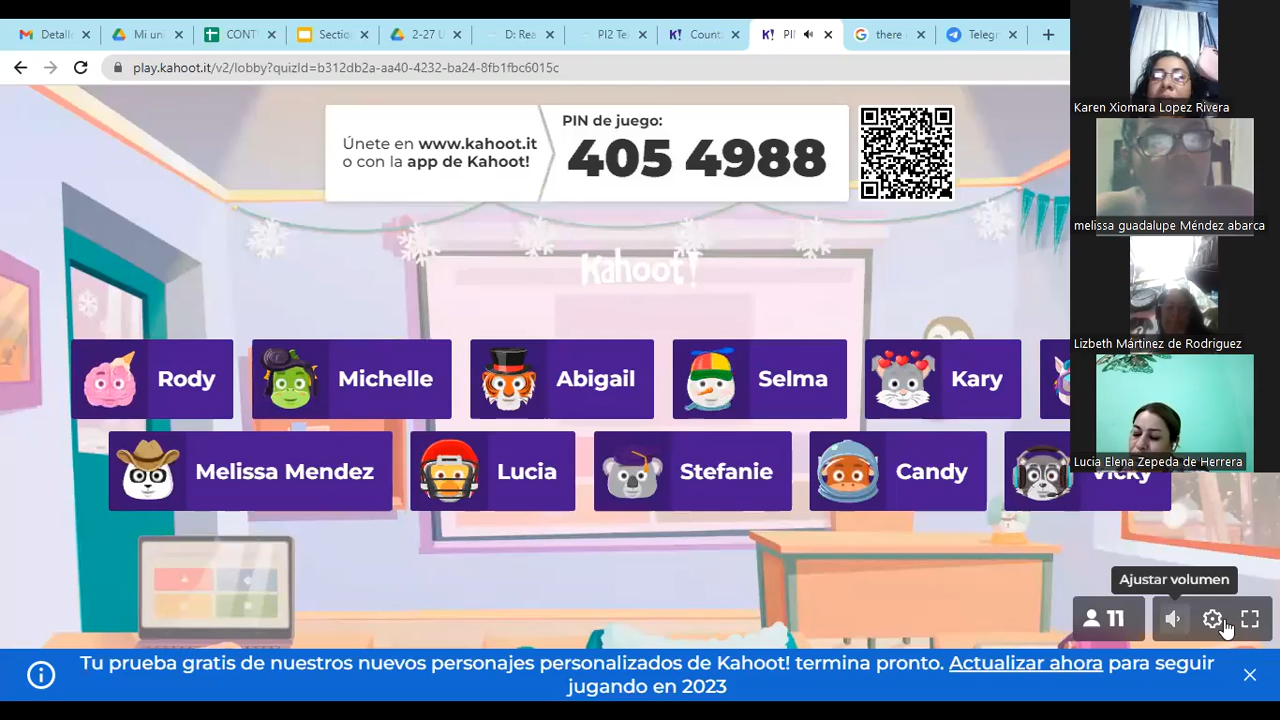 Detalle
Mi uni
CONT
Sectio
2-27 U
D: Rea
PI2 Te
Count
PII
there i
Telegr
play.kahoot.it/v2/lobby?quizId=b312db2a-aa40-4232-ba24-8fb1fbc6015c
Únete en www.kahoot.it
o con la app de Kahoot!
PIN de juego:
405 4988
Kahoot!
Rody
Michelle
Abigail
Selma
Kary
Melissa Mendez
Lucia
Stefanie
Candy
Vicky
Karen Xiomara Lopez Rivera
melissa guadalupe Méndez abarca
Lizbeth Martinez de Rodriguez
Lucia Elena Zepeda de Herrera
Ajustar volumen
11
Tu prueba gratis de nuestros nuevos personajes personalizados de Kahoot! termina pronto. Actualizar ahora para seguir
jugando en 2023